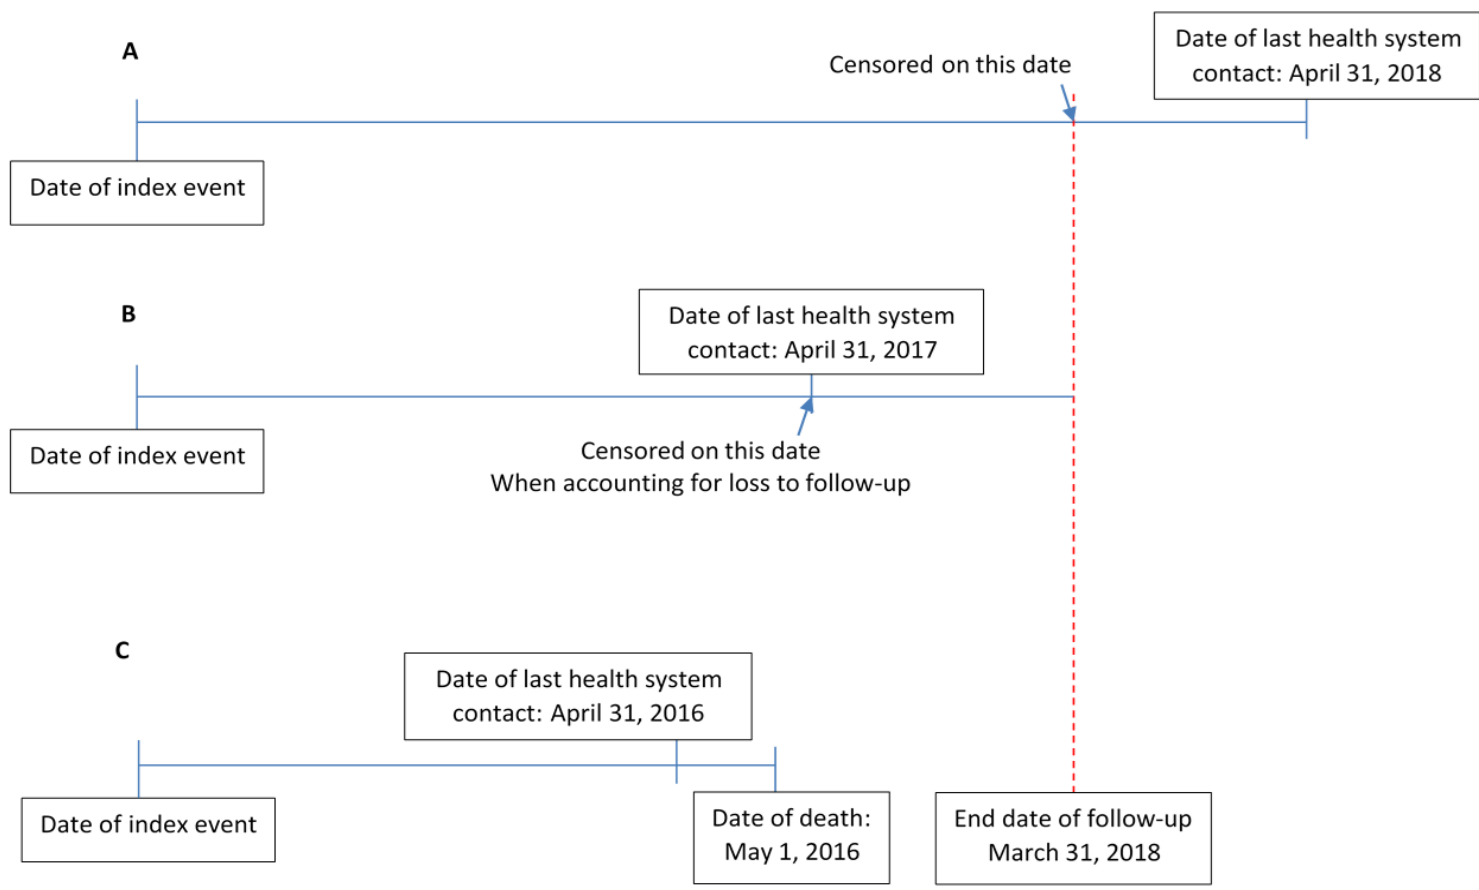 A
Censored on this date
Date of last health system
contact: April 31, 2018
Date of index event
B
Date of last health system
contact: April 31, 2017
Date of index event
Censored on this date
When accounting for loss to follow-up
C
Date of last health system
contact: April 31, 2016
Date of index event
Date of death:
May 1, 2016
End date of follow-up
March 31, 2018